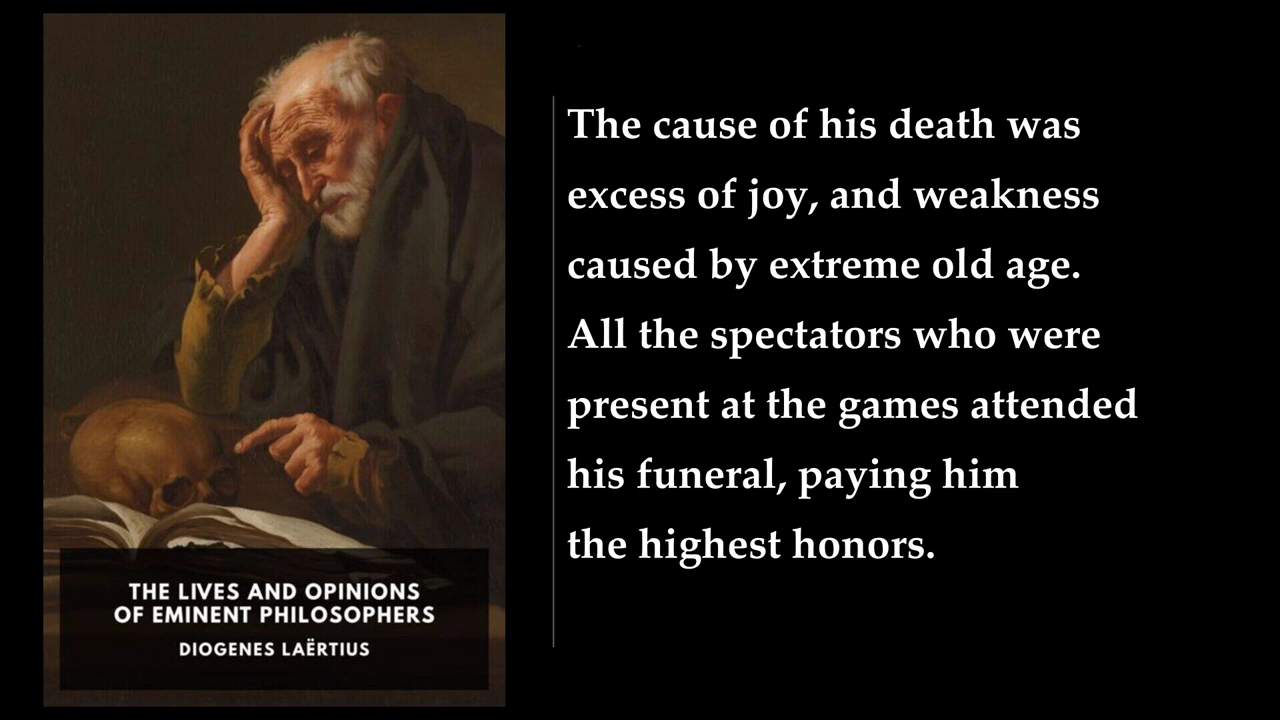 THE LIVES AND OPINIONS
OF EMINENT PHILOSOPHERS
DIOGENES LAËRTIUS
The cause of his death was
excess of joy, and weakness
caused by extreme old age.
All the spectators who were
present at the games attended
his funeral, paying him
the highest honors.